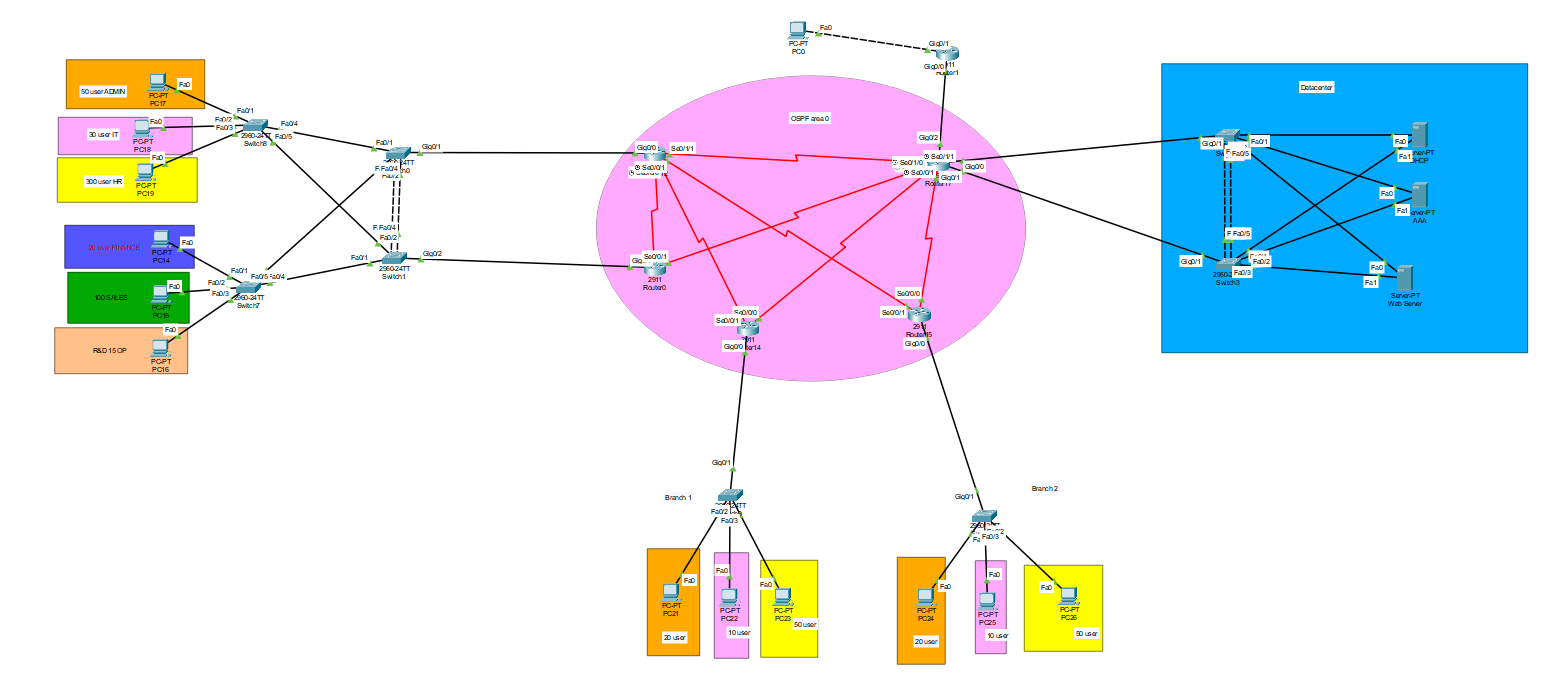 PC-PT
PC0
Fa0
Gig0/1
Gig0/0
Router1
Gig0/2
OSPF area 0
Datacenter
50 user ADMIN
PC-PT
PC17
Fa0
30 user IT
PC-PT
PC18
Fa0
300 user HR
PC-PT
PC19
Fa0
Fa0/1
Fa0/2
Fa0/3
Fa0/4
Fa0/5
2960-24TT
Switch8
Fa0/1
Gig0/1
Fa0/4
Fa0/4
Fa0/2
Fa0/1
Gig0/2
2960-24TT
Switch1
20 user FINANCE
PC-PT
PC14
Fa0
100 SALES
PC-PT
PC15
Fa0
R&D 15 OP
PC-PT
PC16
Fa0
Fa0/1
Fa0/2
Fa0/3
Fa0/5
Fa0/4
2960-24TT
Switch7
Gig0/0
Se0/1/1
Se0/0/1
Se0/0/1
2911
Router0
Se0/1/1
Se0/1/0
Se0/0/1
Gig0/0
Gig0/1
Se0/0/0
Se0/0/1
Gig0/0
Se0/0/0
Se0/0/1
Gig0/0
Gig0/1
Fa0/1
Fa0/5
Fa0/5
Gig0/1
Fa0/2
Fa0/3
Switch3
Fa0
Fa1
Fa0
Fa1
AAA
Fa0
Fa1
Server-PT
Web Server
Branch 1
Gig0/1
Fa0/2
Fa0/3
Fa0
PC-PT
PC21
20 user
Fa0
PC-PT
PC22
10 user
Fa0
PC-PT
PC23
50 user
Branch 2
Gig0/1
Fa0/3
Fa0
PC-PT
PC24
20 user
Fa0
PC-PT
PC25
10 user
Fa0
PC-PT
PC26
50 user